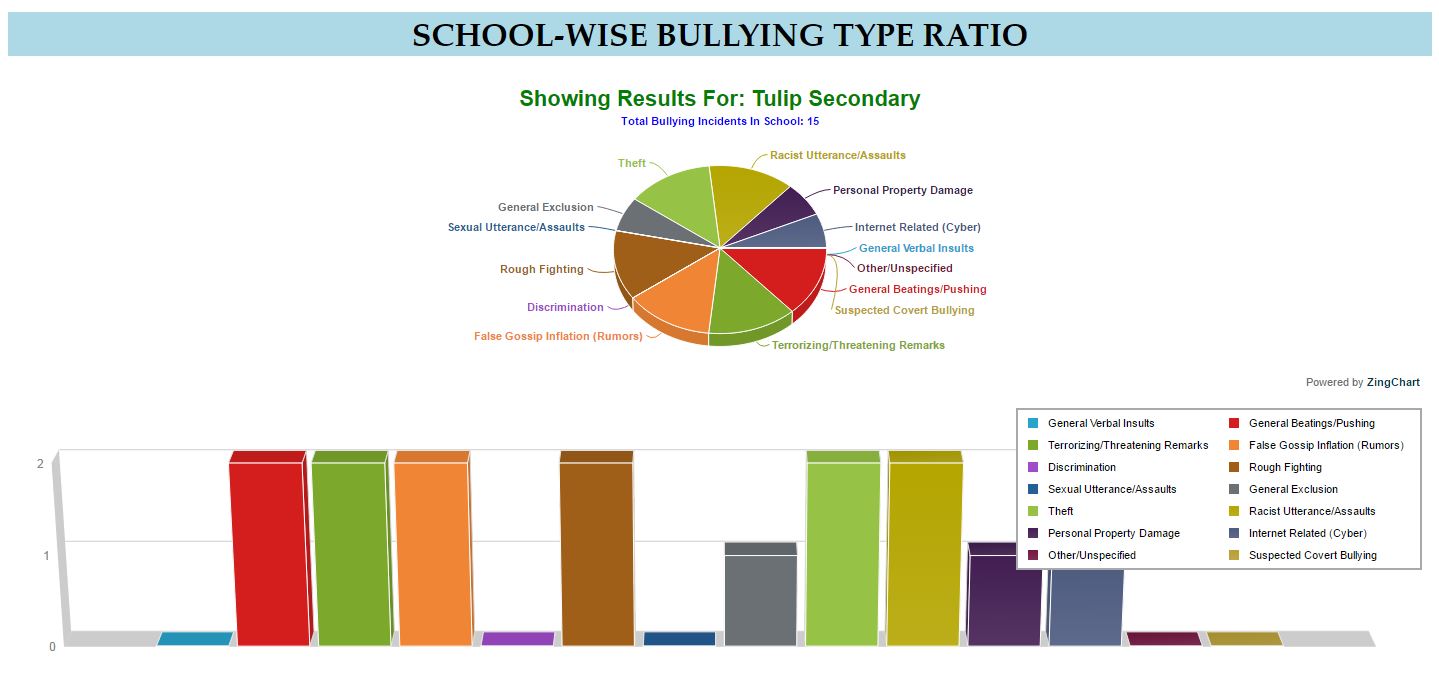 SCHOOL-WISE BULLYING TYPE RATIO
Showing Results For: Tulip Secondary
Total Bullying Incidents In School: 15
Racist Utterance/Assaults
Theft
Personal Property Damage
General Exclusion
Sexual Utterance/Assaults
Internet Related (Cyber)
General Verbal Insults
Rough Fighting
Other/Unspecified
General Beatings/Pushing
Discrimination
Suspected Covert Bullying
False Gossip Inflation (Rumors)
Terrorizing/Threatening Remarks
Powered by ZingChart
General Verbal Insults
General Beatings/Pushing
Terrorizing/Threatening Remarks
False Gossip Inflation (Rumors)
Discrimination
Rough Fighting
Sexual Utterance/Assaults
General Exclusion
Theft
Racist Utterance/Assaults
Personal Property Damage
Internet Related (Cyber)
Other/Unspecified
Suspected Covert Bullying
2
1
0